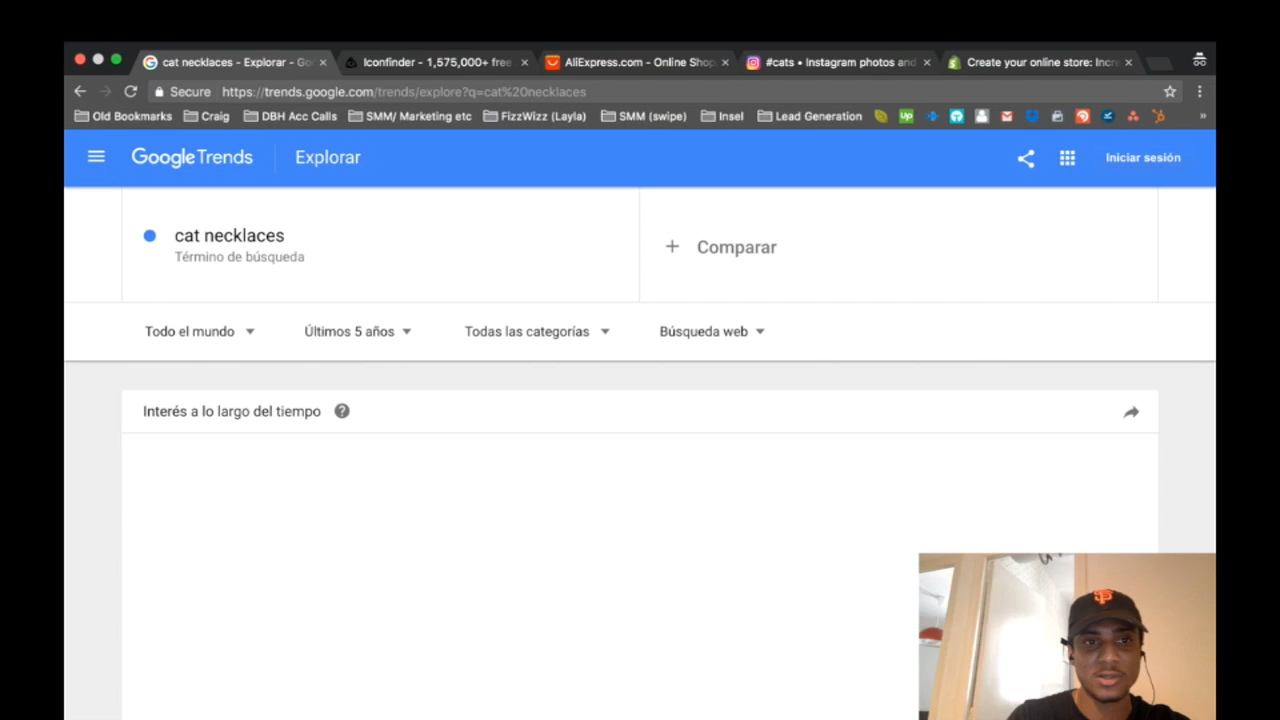 cat necklaces - Explorar - Go
Iconfinder - 1,575,000+ free
AliExpress.com - Online Shop
#cats • Instagram photos and
Create your online store: Incre
Secure
https://trends.google.com/trends/explore?q=cat%20necklaces
Old Bookmarks
Craig
DBH Acc Calls
SMM/ Marketing etc
FizzWizz (Layla)
SMM (swipe)
Insel
Lead Generation
Up
Google Trends
Explorar
Iniciar sesión
cat necklaces
Término de búsqueda
+ Comparar
Todo el mundo
Últimos 5 años
Todas las categorías
Búsqueda web
Interés a lo largo del tiempo ?
SF